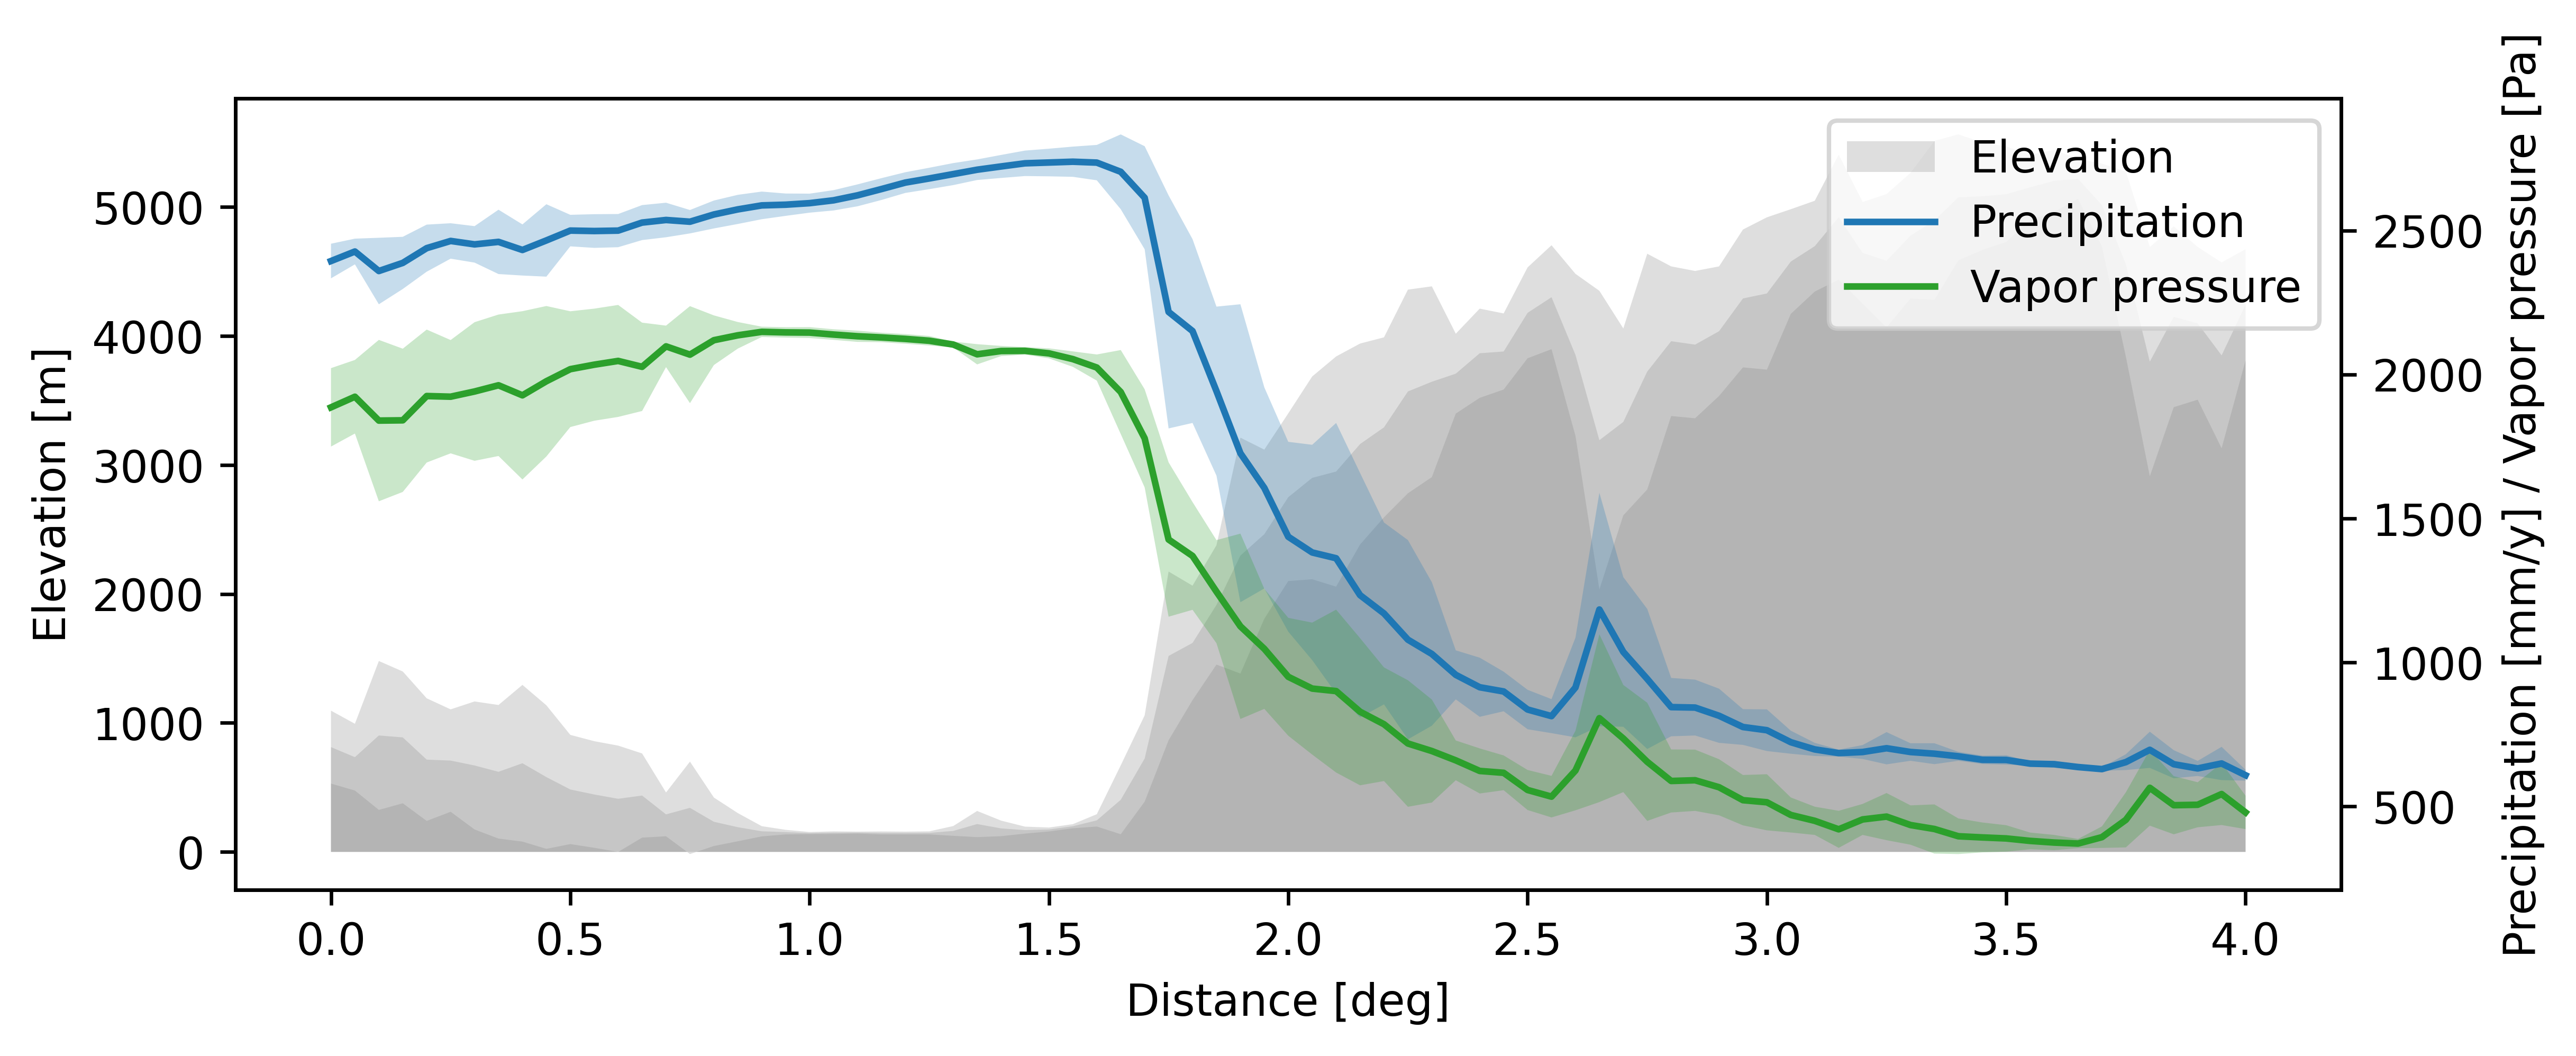 Elevation
Precipitation
Vapor pressure
5000
4000
3000
2000
1000
0
Elevation [m]
2500
2000
1500
1000
500
Precipitation [mm/y] / Vapor pressure [Pa]
0.0 0.5 1.0 1.5 2.0 2.5 3.0 3.5 4.0
Distance [deg]